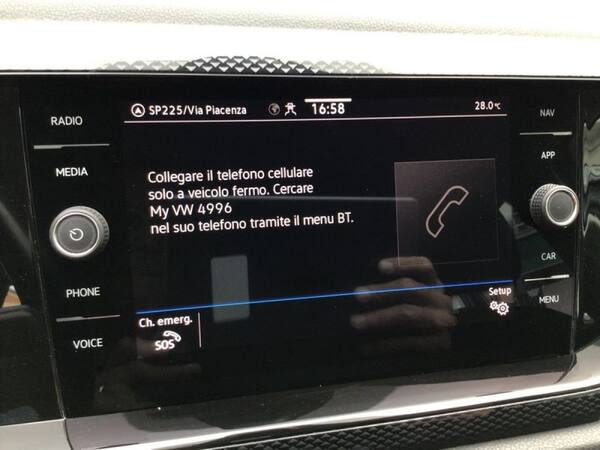 RADIO
MEDIA
PHONE
VOICE
SP225/Via Piacenza
16:58
28.0°C
Collegare il telefono cellulare
solo a veicolo fermo. Cercare
My VW 4996
nel suo telefono tramite il menu BT.
Ch. emerg.
SOS
Setup
NAV
APP
CAR
MENU